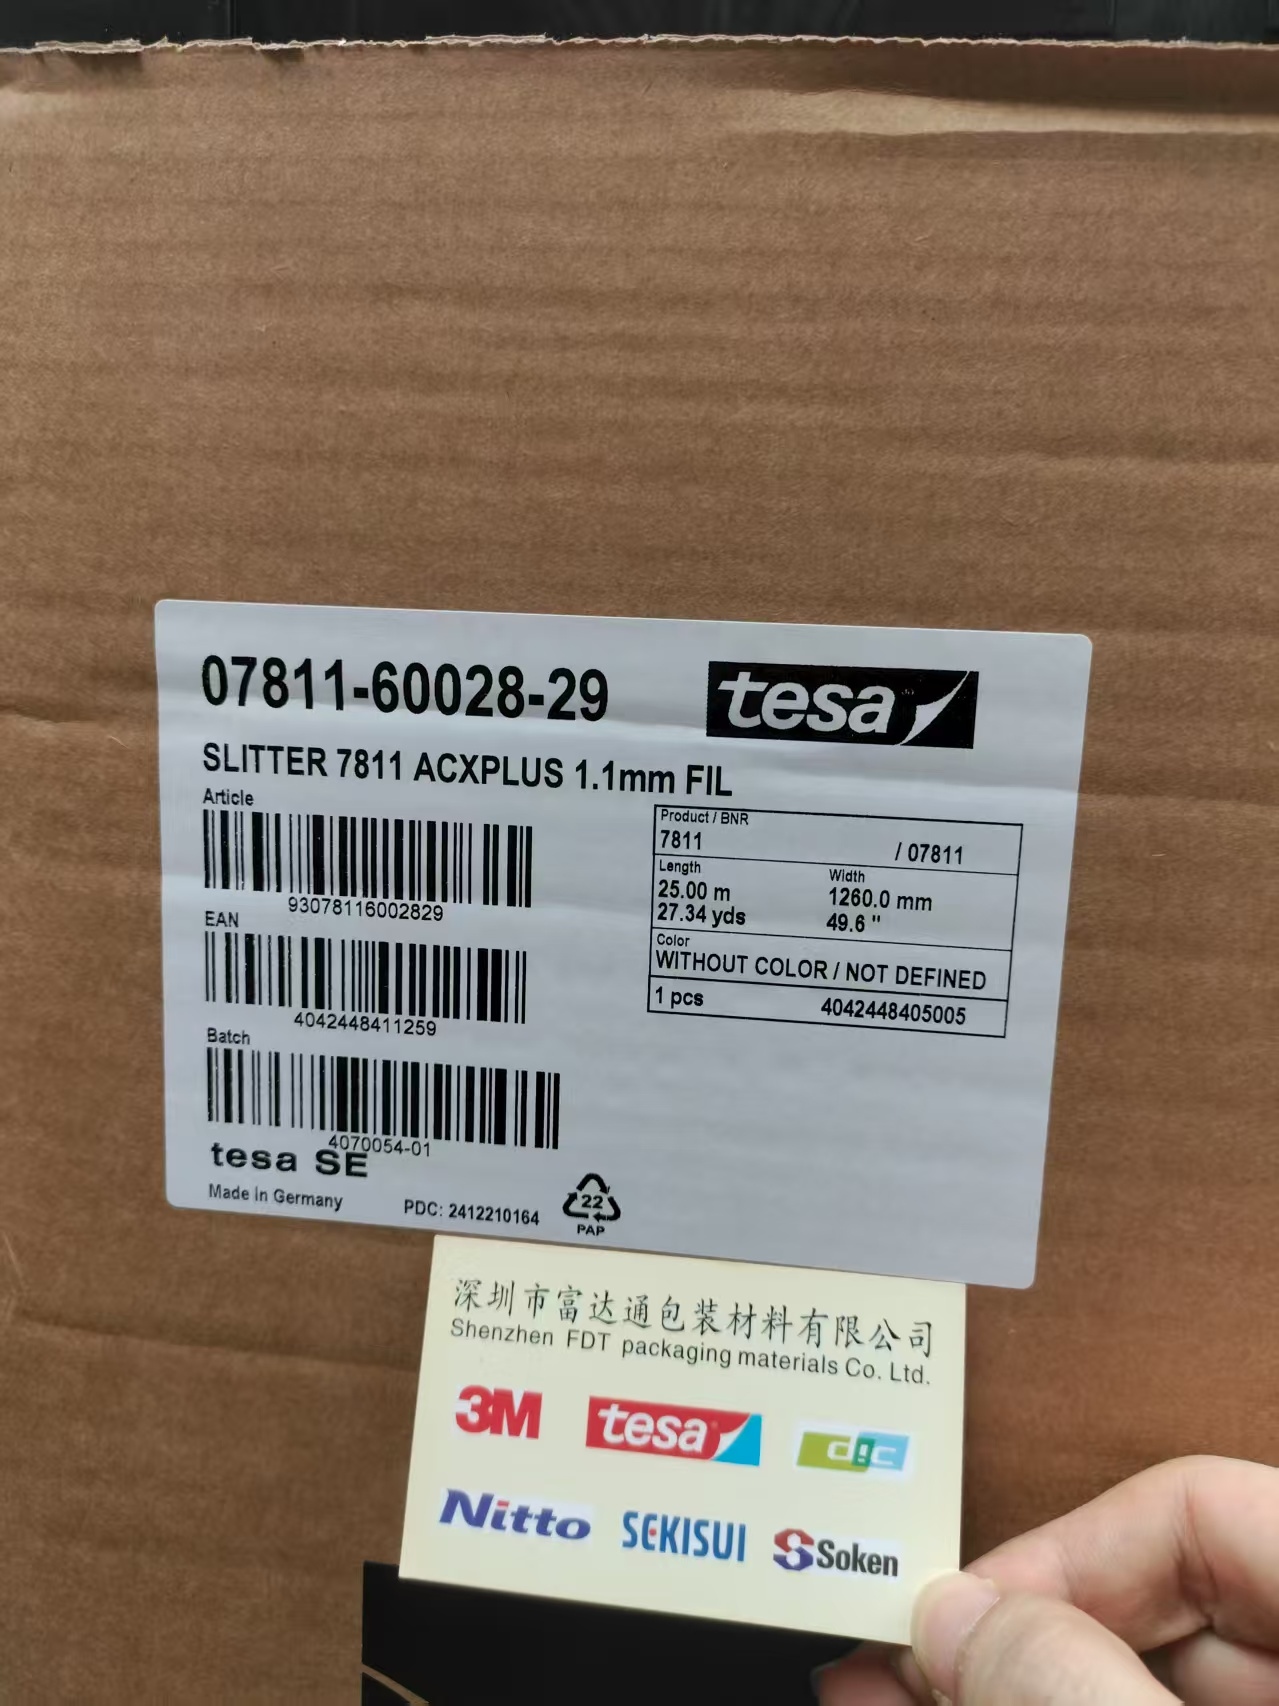 07811-60028-29
tesa
SLITTER 7811 ACXPLUS 1.1mm FIL
Article
93078116002829
EAN
4042448411259
Batch
4070054-01
Product / BNR
7811 / 07811
Length Width
25.00 m 1260.0 mm
27.34 yds 49.6 "
Color
WITHOUT COLOR / NOT DEFINED
1 pcs 4042448405005
tesa SE
Made in Germany PDC: 2412210164
22
PAP
深圳市富达通包装材料有限公司
Shenzhen FDT packaging materials Co. Ltd.
3M tesa dgc
Nitto SEKISUI Soken